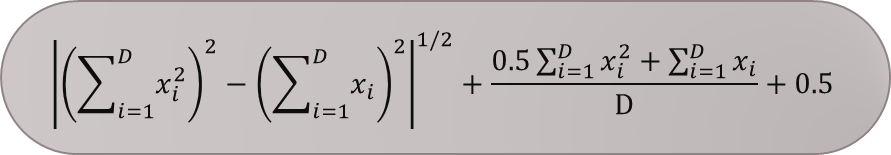 |(∑_{i=1}^{D} x_i^2)^2 − (∑_{i=1}^{D} x_i)^2|^{1/2} + (0.5 ∑_{i=1}^{D} x_i^2 + ∑_{i=1}^{D} x_i)/D + 0.5